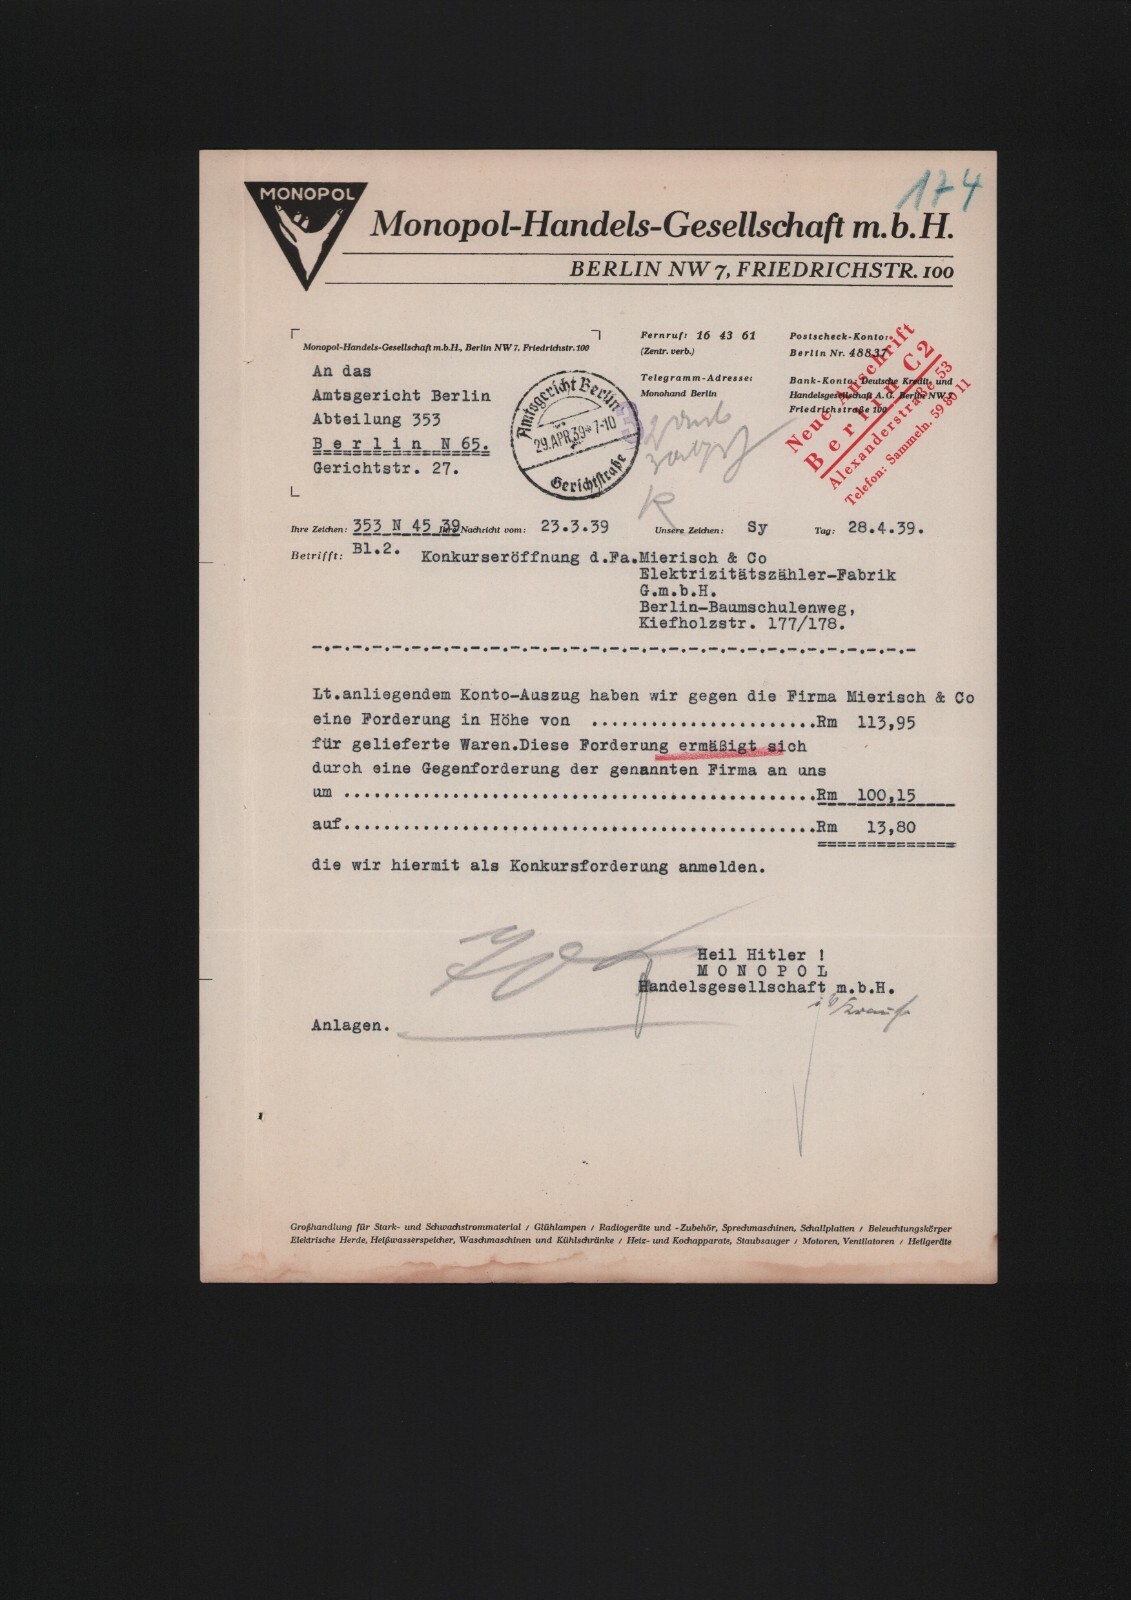 174
MONOPOL
Monopol-Handels-Gesellschaft m.b.H.
BERLIN NW 7, FRIEDRICHSTR. 100
Monopol-Handels-Gesellschaft m.b.H., Berlin NW 7, Friedrichstr. 100
An das
Amtsgericht Berlin
Abteilung 353
B e r l i n  N 65.
Gerichtstr. 27.
Amtsgericht Berlin
29.APR.39* 7-10
Gerichtstraße
Fernruf: 16 43 61
(Zentr. verb.)
Telegramm-Adresse:
Monohand Berlin
Postscheck-Konto:
Berlin Nr. 48837
Bank-Konto: Deutsche Kredit- und
Handelsgesellschaft A.G. Berlin NW 7
Friedrichstraße 100
Neue Anschrift
Berlin C2
Alexanderstraße 53
Telefon: Sammeln. 59 80 11
Ihre Zeichen: 353 N 45 39 Ihre Nachricht vom: 23.3.39 Unsere Zeichen: Sy Tag: 28.4.39.
Bl.2.
Betrifft: Konkurseröffnung d.Fa.Mierisch & Co
Elektrizitätszähler-Fabrik
G.m.b.H.
Berlin-Baumschulenweg,
Kiefholzstr. 177/178.
-.-.-.-.-.-.-.-.-.-.-.-.-.-.-.-.-.-.-.-.-.-.-.-.-.-.-.-.-.-.-
Lt.anliegendem Konto-Auszug haben wir gegen die Firma Mierisch & Co
eine Forderung in Höhe von .......................Rm 113,95
für gelieferte Waren.Diese Forderung ermäßigt sich
durch eine Gegenforderung der genannten Firma an uns
um ................................................Rm 100,15
auf................................................Rm 13,80
die wir hiermit als Konkursforderung anmelden.
Heil Hitler !
M O N O P O L
Handelsgesellschaft m.b.H.
Anlagen.
Großhandlung für Stark- und Schwachstrommaterial / Glühlampen / Radiogeräte und -Zubehör, Sprechmaschinen, Schallplatten / Beleuchtungskörper
Elektrische Herde, Heißwasserspeicher, Waschmaschinen und Kühlschränke / Heiz- und Kochapparate, Staubsauger / Motoren, Ventilatoren / Heilgeräte